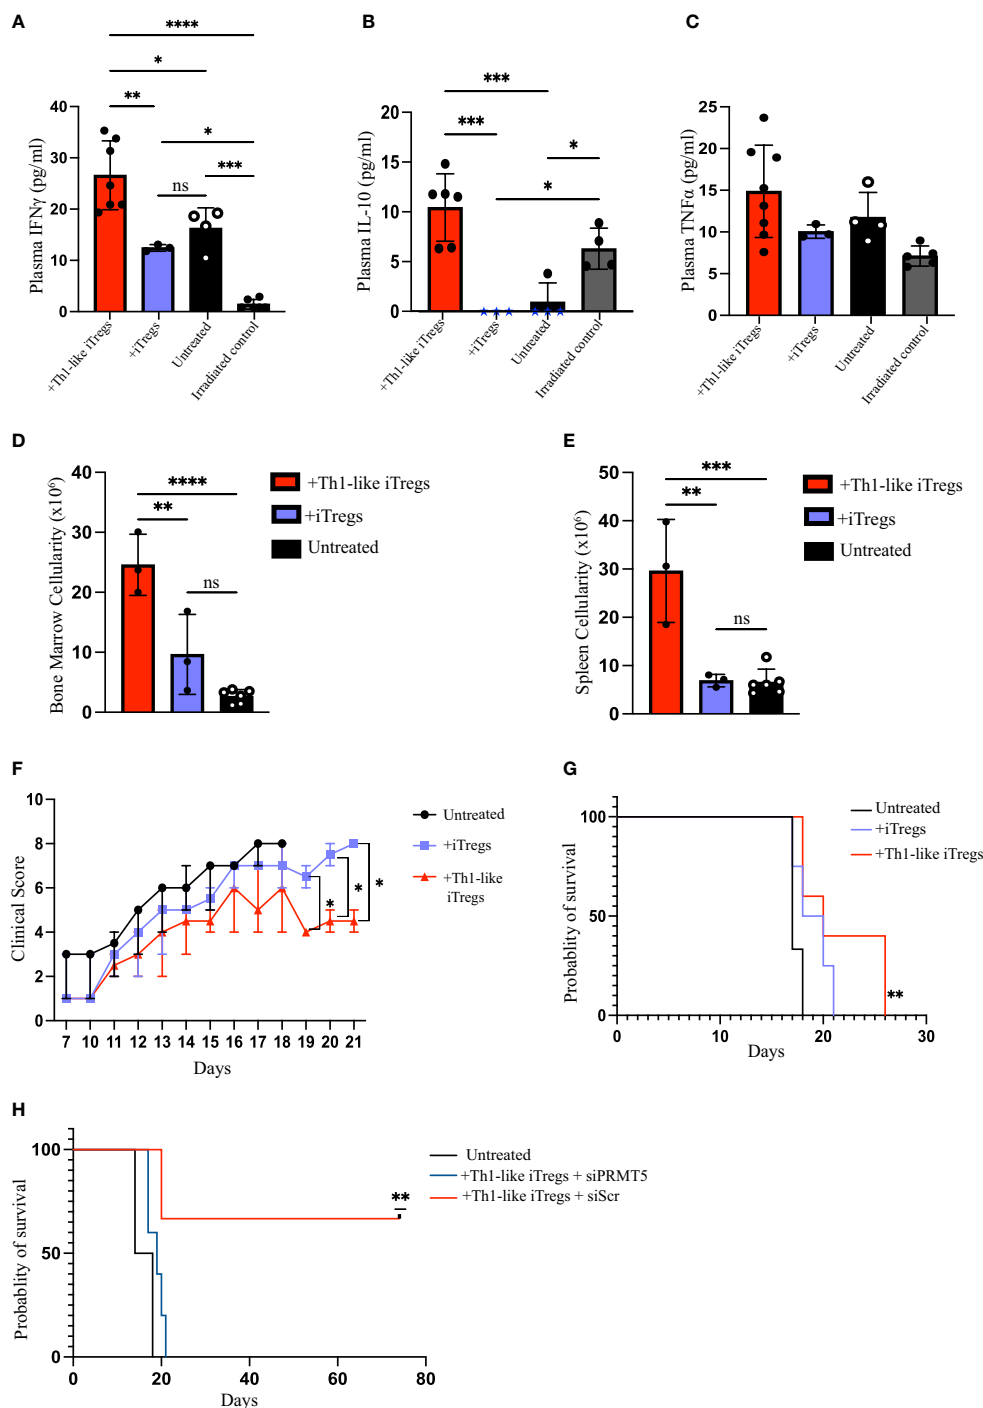 A
****
*
**
*
***
ns
Plasma IFNγ (pg/ml)
40
30
20
10
0
+Th1-like iTregs
+iTregs
Untreated
Irradiated control
B
***
***
*
*
Plasma IL-10 (pg/ml)
20
15
10
5
0
+Th1-like iTregs
+iTregs
Untreated
Irradiated control
C
Plasma TNFα (pg/ml)
25
20
15
10
5
0
+Th1-like iTregs
+iTregs
Untreated
Irradiated control
D
****
**
ns
Bone Marrow Cellularity (x10⁶)
40
30
20
10
0
+Th1-like iTregs
+iTregs
Untreated
E
***
**
ns
Spleen Cellularity (x10⁶)
50
40
30
20
10
0
+Th1-like iTregs
+iTregs
Untreated
F
Clinical Score
10
8
6
4
2
0
7 10 11 12 13 14 15 16 17 18 19 20 21
Days
Untreated
+iTregs
+Th1-like
iTregs
*
*
*
G
Probablity of survival
100
50
0
0 10 20 30
Days
Untreated
+iTregs
+Th1-like iTregs
**
H
Probablity of survival
100
50
0
0 20 40 60 80
Days
Untreated
+Th1-like iTregs + siPRMT5
+Th1-like iTregs + siScr
**